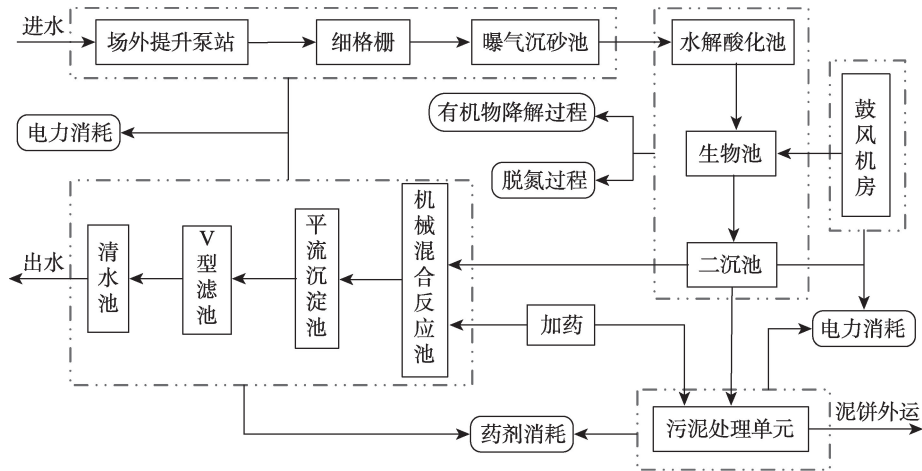 进水
场外提升泵站
细格栅
曝气沉砂池
水解酸化池
有机物降解过程
鼓风机房
电力消耗
生物池
脱氮过程
机械混合反应池
平流沉淀池
V型滤池
清水池
出水
二沉池
加药
电力消耗
污泥处理单元
泥饼外运
药剂消耗